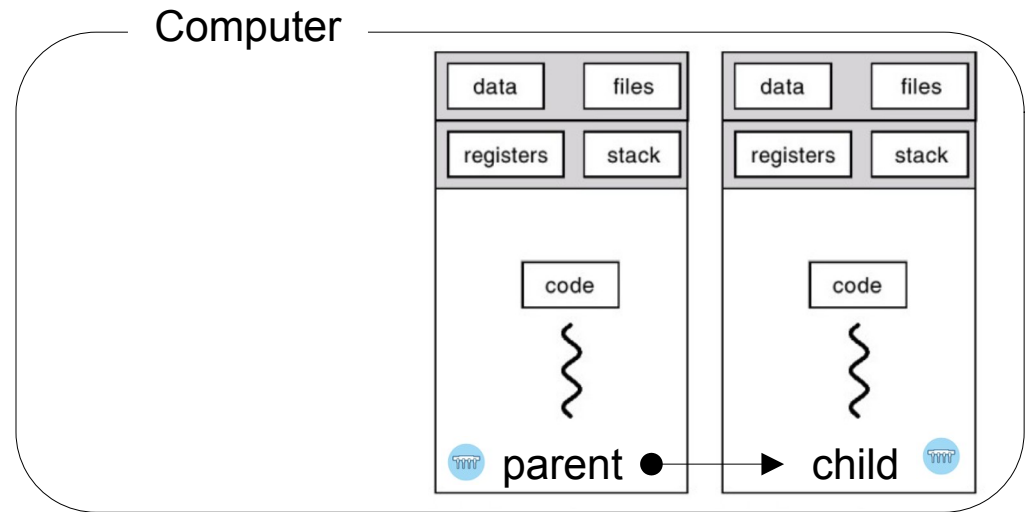 Computer
data files data files
registers stack registers stack
code code
parent child